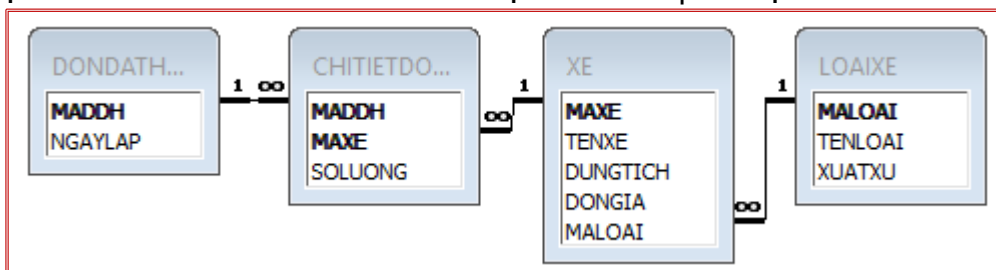 DONDATH...
MADDH
NGAYLAP
1 ∞
CHITIETDO...
MADDH
MAXE
SOLUONG
∞ 1
XE
MAXE
TENXE
DUNGTICH
DONGIA
MALOAI
∞ 1
LOAIXE
MALOAI
TENLOAI
XUATXU